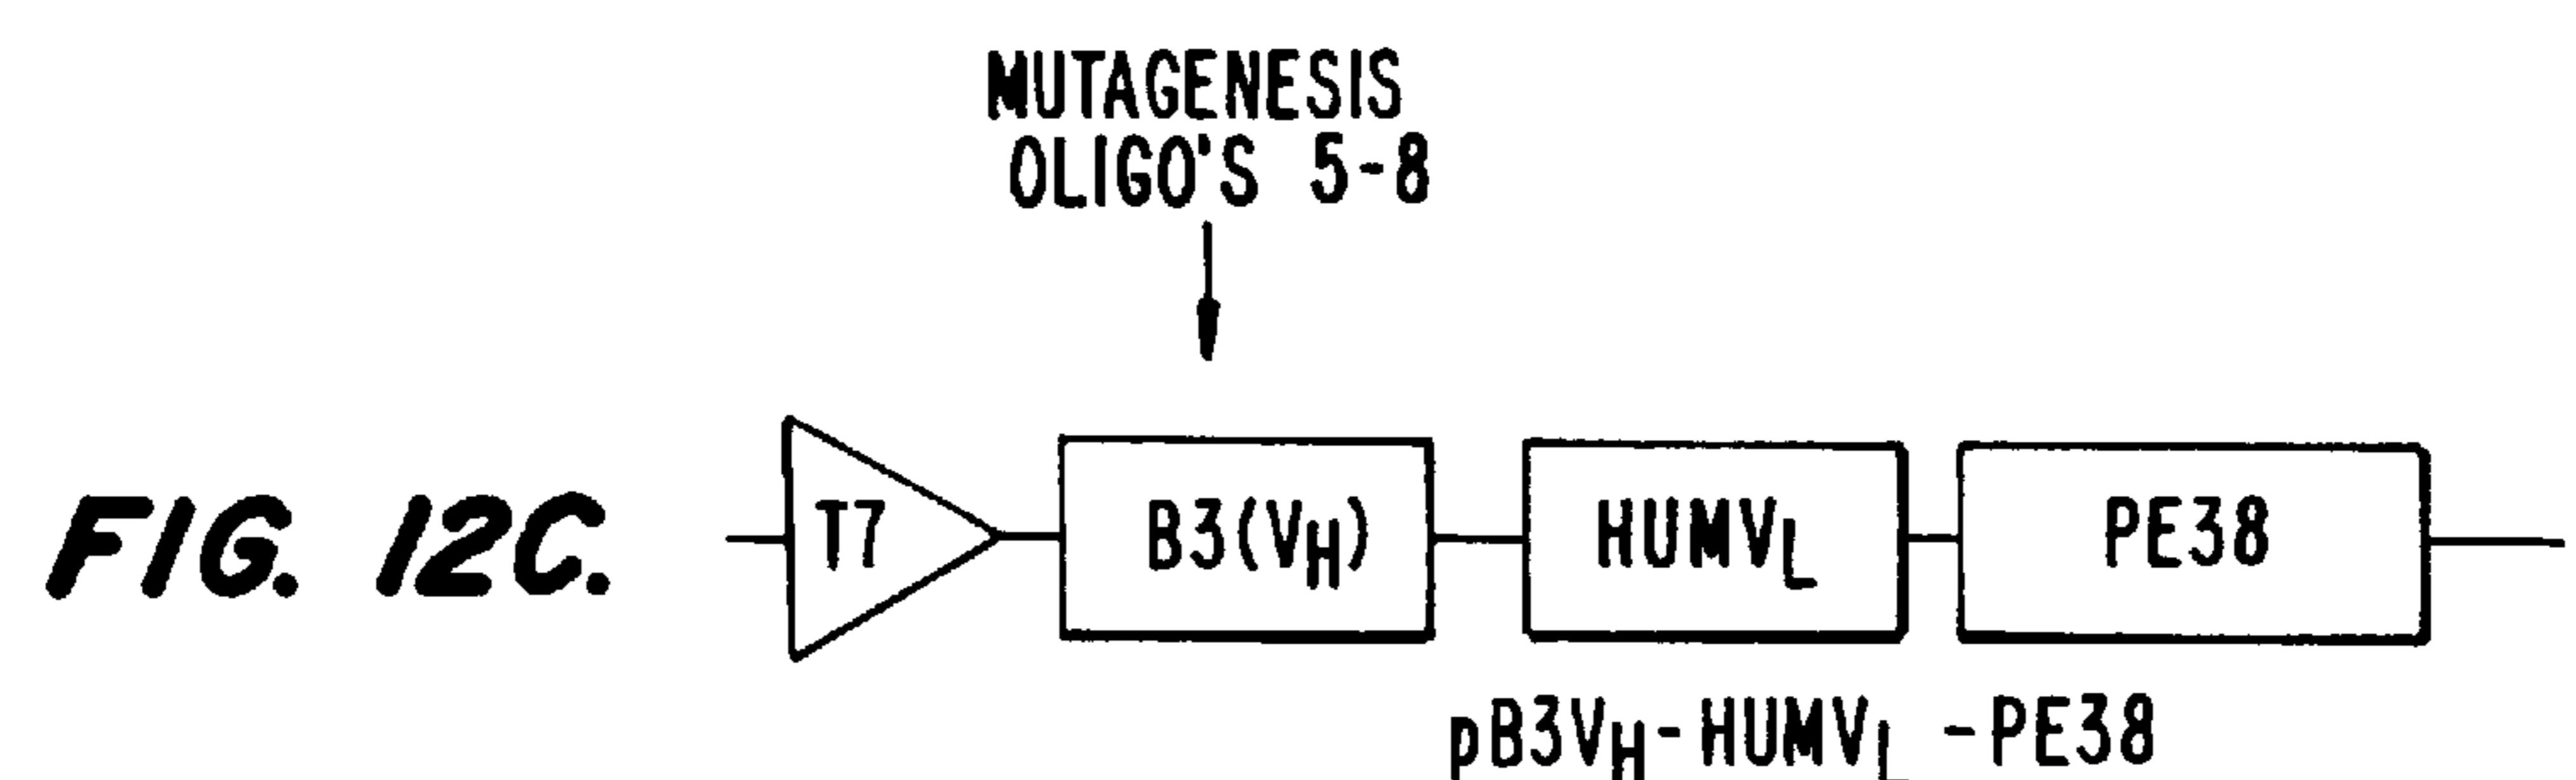 MUTAGENESIS
OLIGO'S 5-8
FIG. 12C.
T7
B3(VH)
HUMVL
PE38
pB3VH-HUMVL-PE38